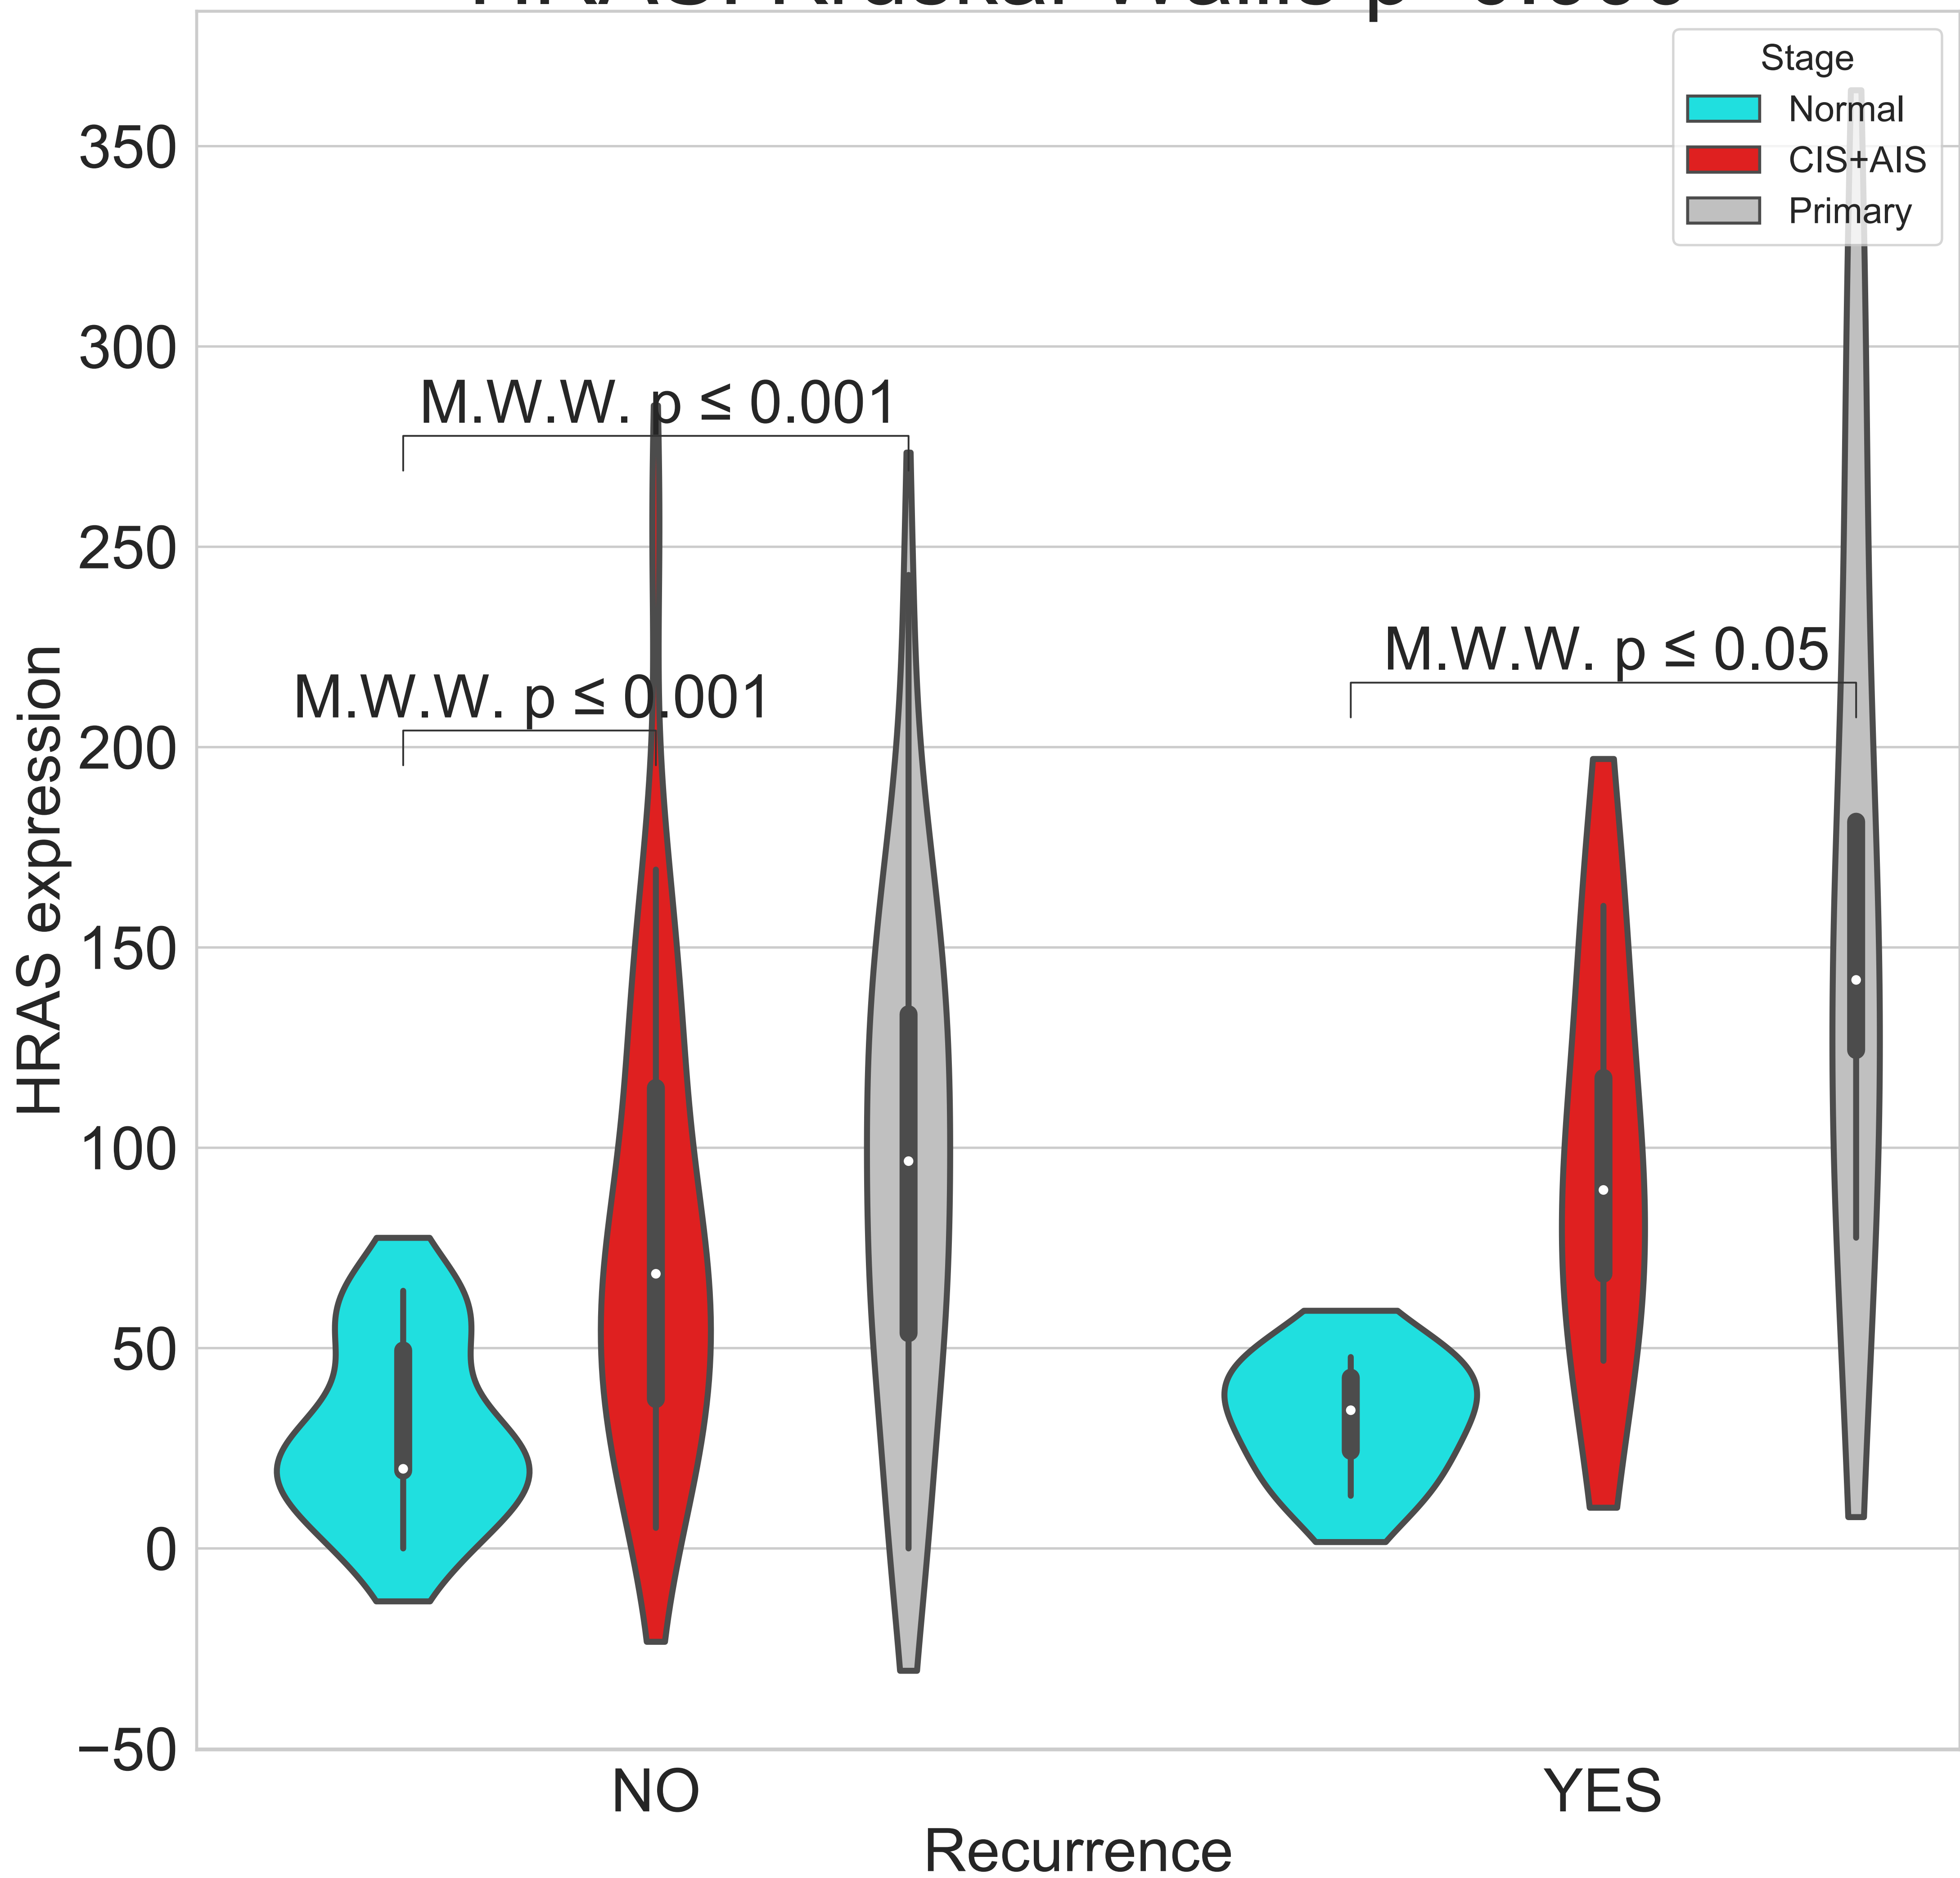 Stage
Normal
CIS+AIS
Primary
350
300
250
200
150
100
50
0
−50
HRAS expression
M.W.W. p ≤ 0.001
M.W.W. p ≤ 0.001
M.W.W. p ≤ 0.05
NO
YES
Recurrence